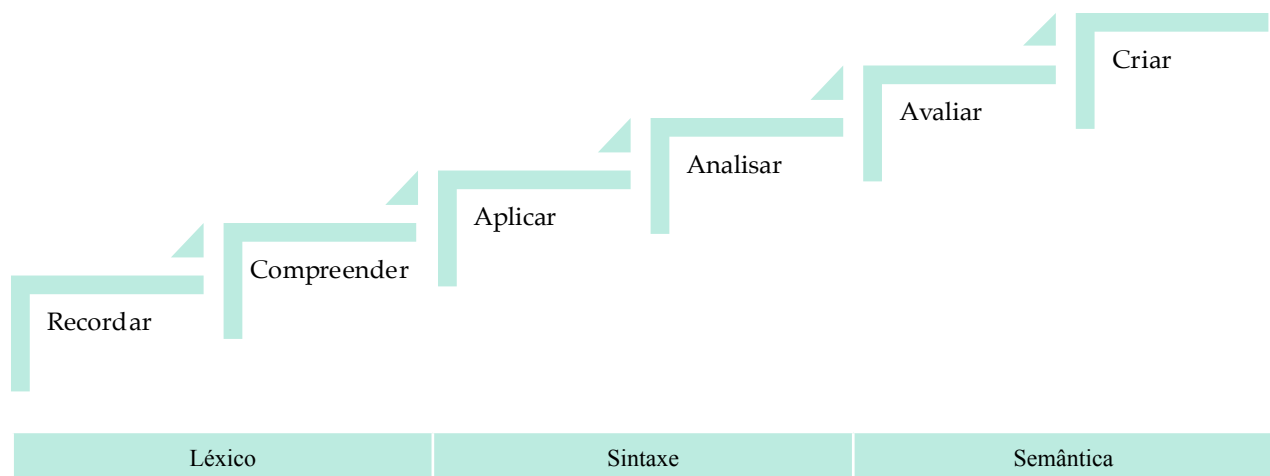 Criar
Avaliar
Analisar
Aplicar
Compreender
Recordar
Léxico
Sintaxe
Semântica